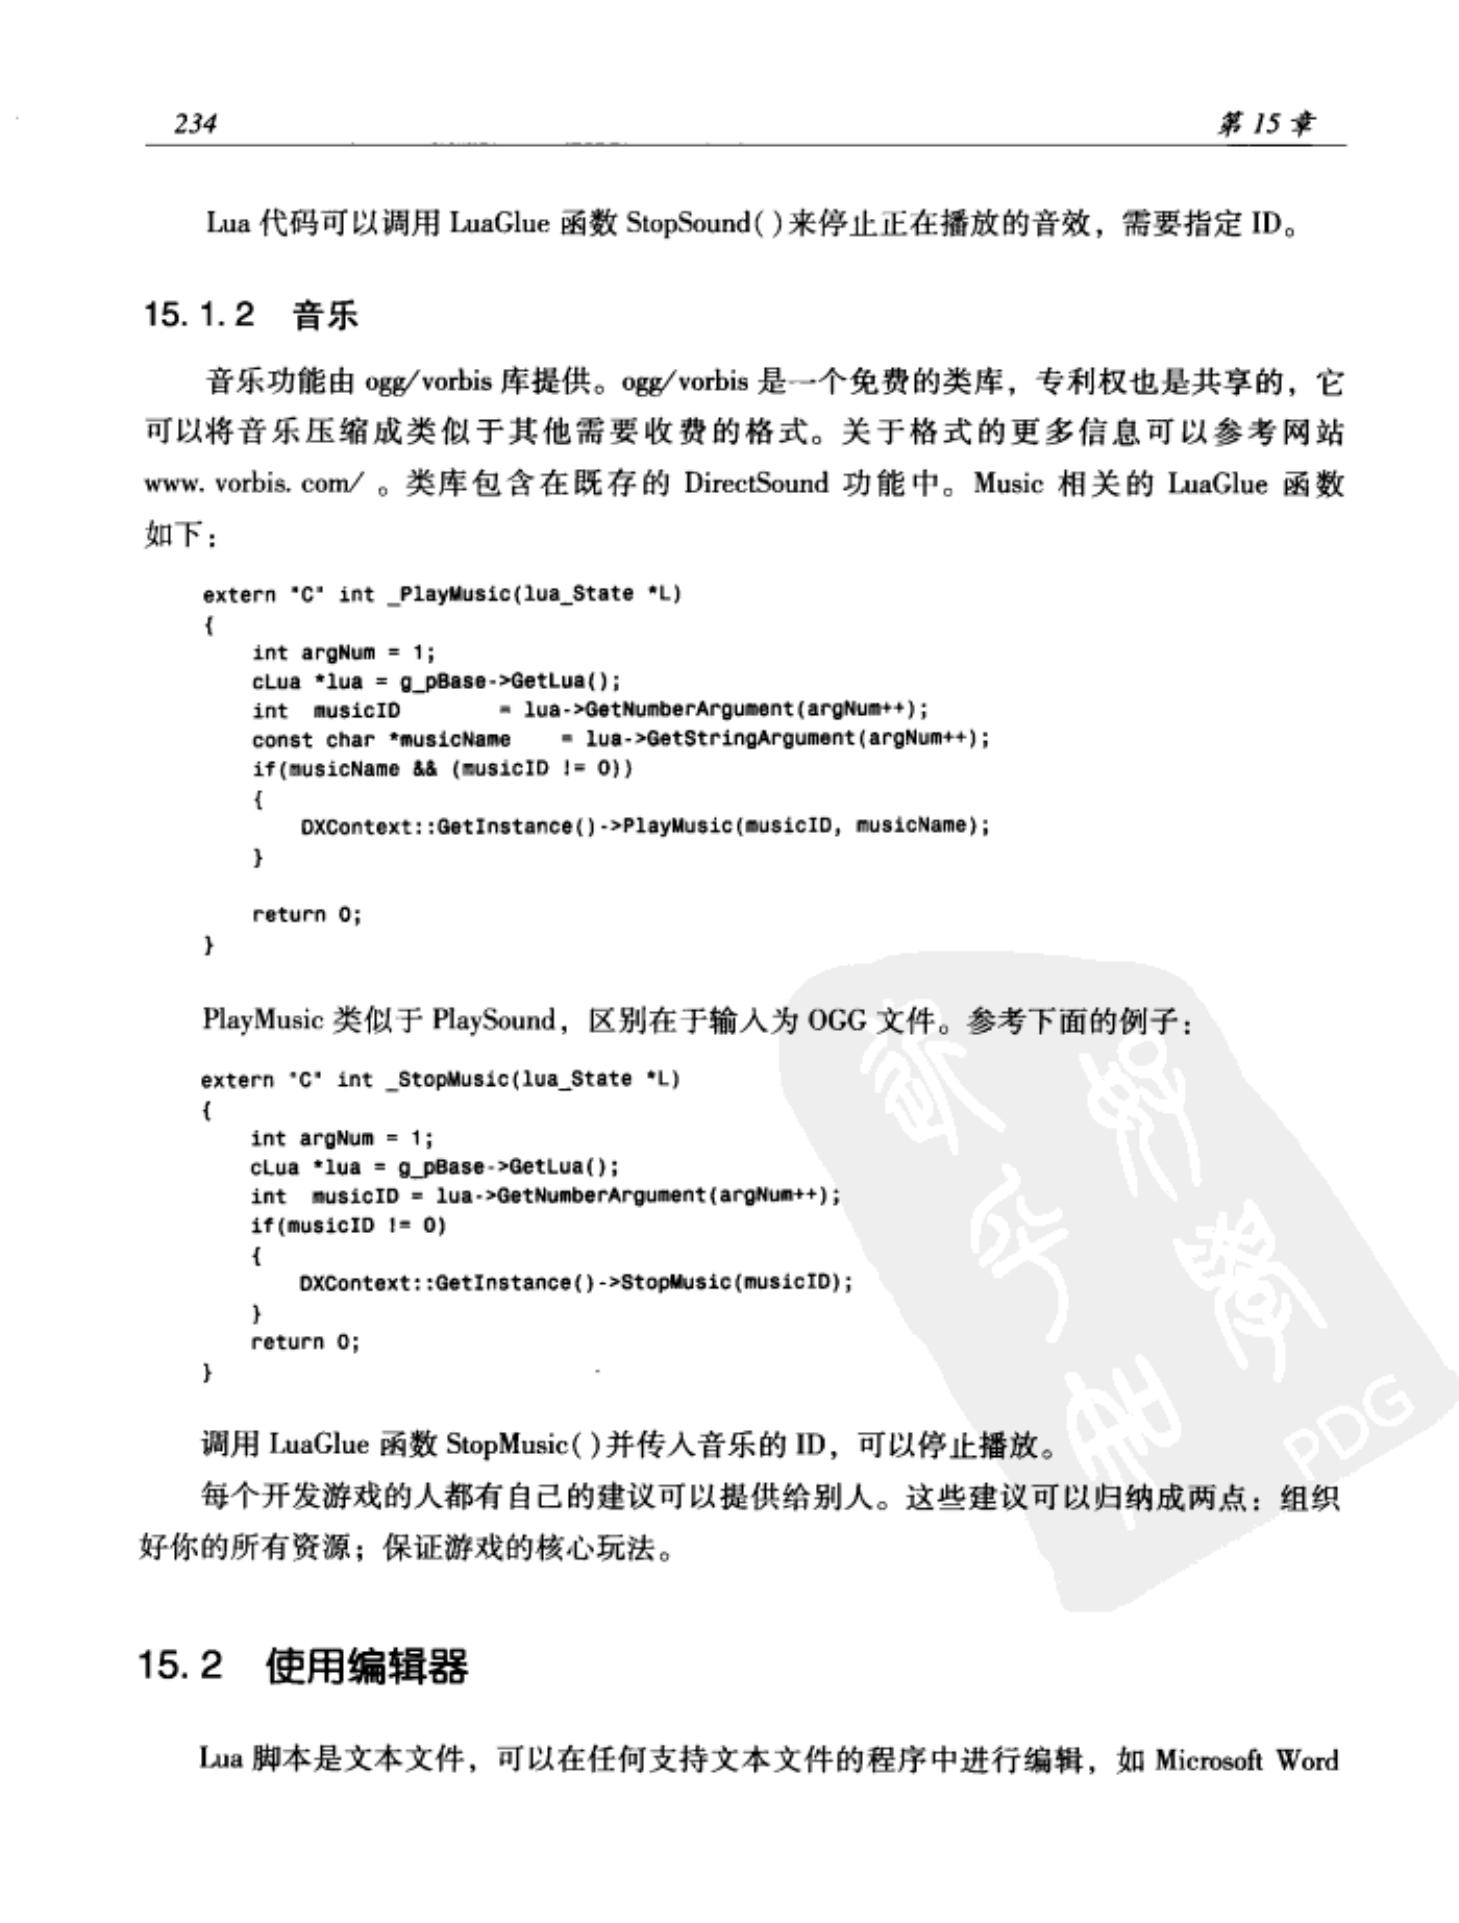 234 第 15 章
Lua 代码可以调用 LuaGlue 函数 StopSound( )来停止正在播放的音效，需要指定 ID。
15. 1. 2 音乐
音乐功能由 ogg/vorbis 库提供。ogg/vorbis 是一个免费的类库，专利权也是共享的，它
可以将音乐压缩成类似于其他需要收费的格式。关于格式的更多信息可以参考网站
www. vorbis. com/ 。类库包含在既存的 DirectSound 功能中。Music 相关的 LuaGlue 函数
如下：
extern "C" int _PlayMusic(lua_State *L)
{
int argNum = 1;
cLua *lua = g_pBase->GetLua();
int musicID = lua->GetNumberArgument(argNum++);
const char *musicName = lua->GetStringArgument(argNum++);
if(musicName && (musicID != 0))
{
DXContext::GetInstance()->PlayMusic(musicID, musicName);
}
return 0;
}
PlayMusic 类似于 PlaySound，区别在于输入为 OGG 文件。参考下面的例子：
extern "C" int _StopMusic(lua_State *L)
{
int argNum = 1;
cLua *lua = g_pBase->GetLua();
int musicID = lua->GetNumberArgument(argNum++);
if(musicID != 0)
{
DXContext::GetInstance()->StopMusic(musicID);
}
return 0;
}
调用 LuaGlue 函数 StopMusic( )并传入音乐的 ID，可以停止播放。
每个开发游戏的人都有自己的建议可以提供给别人。这些建议可以归纳成两点：组织
好你的所有资源；保证游戏的核心玩法。
15. 2 使用编辑器
Lua 脚本是文本文件，可以在任何支持文本文件的程序中进行编辑，如 Microsoft Word
PDG